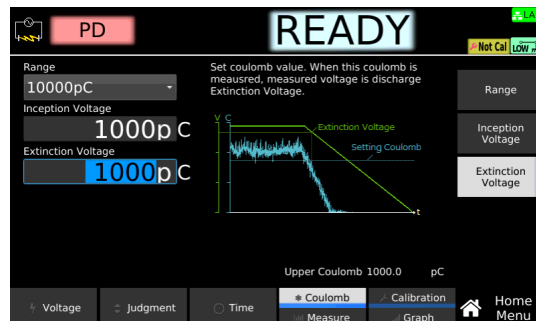 PD
READY
LA
Not Cal
LOW
Range
10000pC
Inception Voltage
1000p C
Extinction Voltage
1000p C
Set coulomb value. When this coulomb is
meausred, measured voltage is discharge
Extinction Voltage.
V C
Extinction Voltage
Setting Coulomb
t
Upper Coulomb 1000.0 pC
Range
Inception
Voltage
Extinction
Voltage
Voltage
Judgment
Time
Coulomb
Measure
Calibration
Graph
Home
Menu